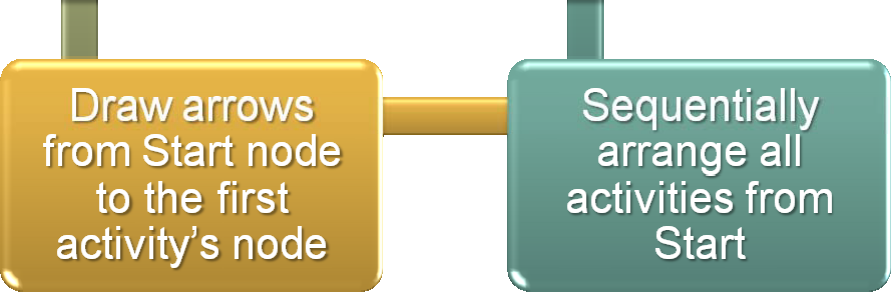 Draw arrows
from Start node
to the first
activity’s node
Sequentially
arrange all
activities from
Start